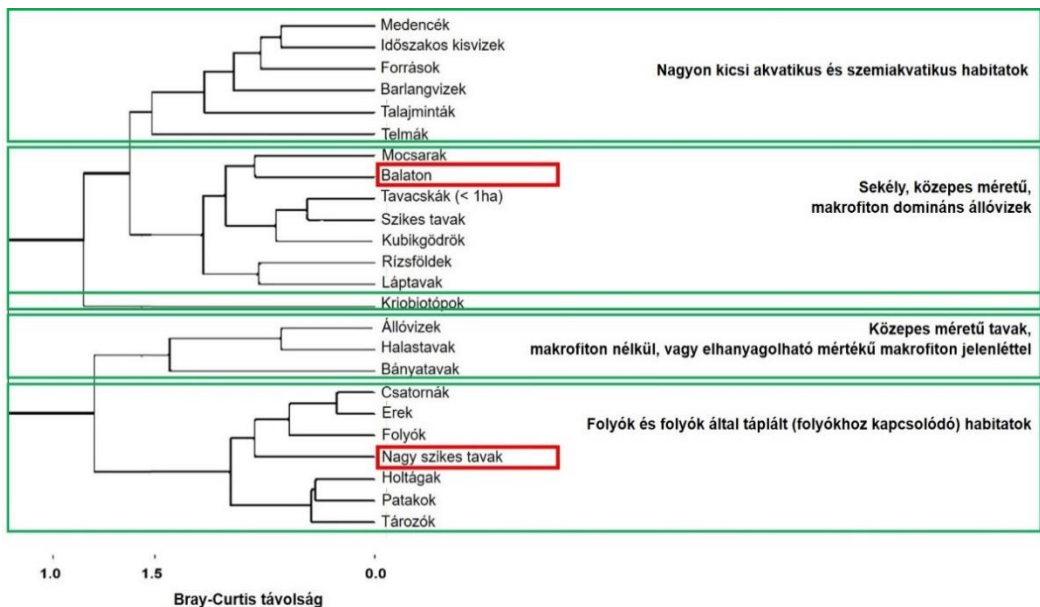 Medencék
Időszakos kisvizek
Források
Nagyon kicsi akvatikus és szemiakvatikus habitatok
Barlangvizek
Talajminták
Telmák
Mocsarak
Balaton
Sekély, közepes méretű,
makrofiton domináns állóvizek
Tavacskák (< 1ha)
Szikes tavak
Kubikgödrök
Rízsföldek
Láptavak
Kriobiotópok
Állóvizek
Közepes méretű tavak,
makrofiton nélkül, vagy elhanyagolható mértékű makrofiton jelenléttel
Halastavak
Bányatavak
Csatornák
Erek
Folyók és folyók által táplált (folyókhoz kapcsolódó) habitatok
Folyók
Nagy szikes tavak
Holtágak
Patakok
Tározók
1.0 1.5 0.0
Bray-Curtis távolság